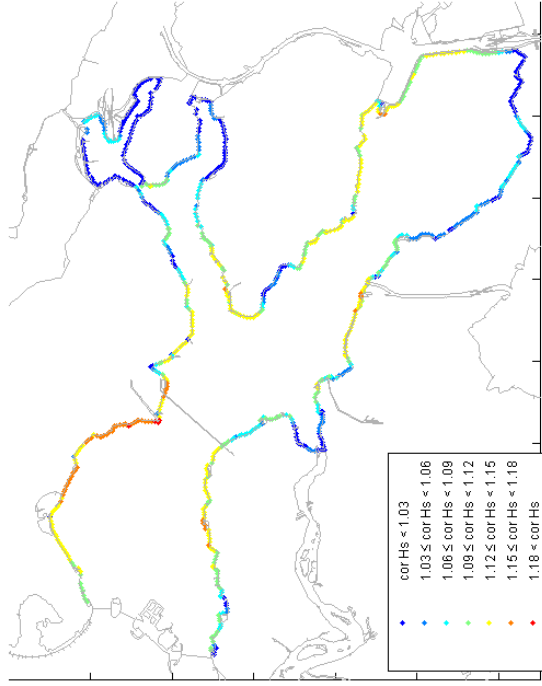 cor Hs < 1.03
1.03 ≤ cor Hs < 1.06
1.06 ≤ cor Hs < 1.09
1.09 ≤ cor Hs < 1.12
1.12 ≤ cor Hs < 1.15
1.15 ≤ cor Hs < 1.18
1.18 < cor Hs